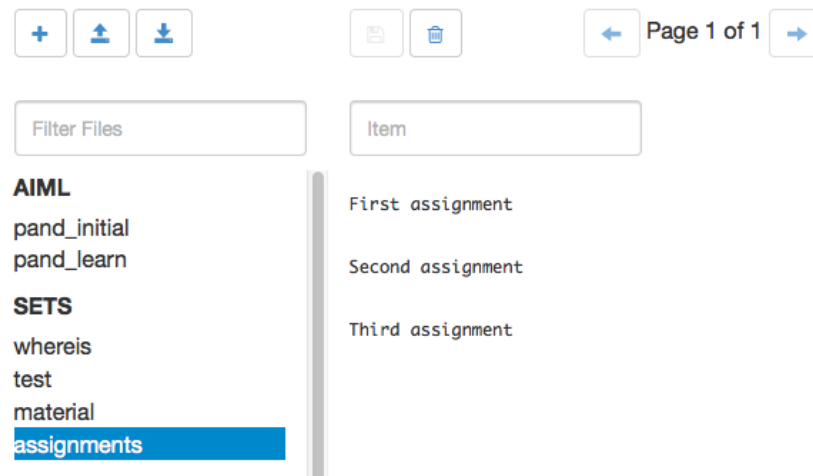 Page 1 of 1
Filter Files
Item
AIML
pand_initial
pand_learn
SETS
whereis
test
material
assignments
First assignment
Second assignment
Third assignment